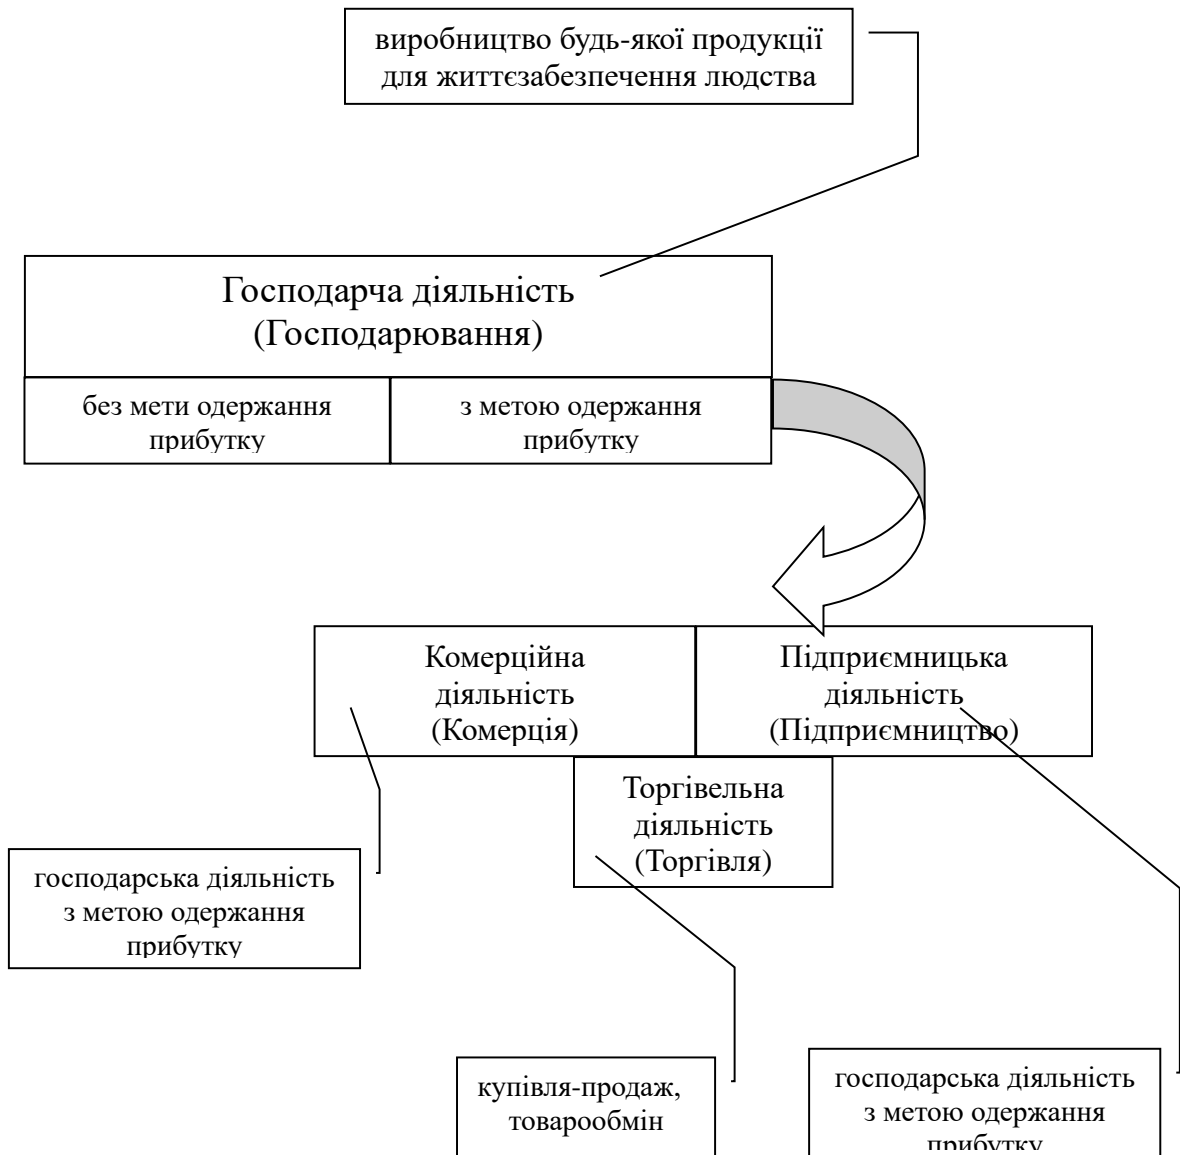 виробництво будь-якої продукції
для життєзабезпечення людства
Господарча діяльність
(Господарювання)
без мети одержання
прибутку
з метою одержання
прибутку
Комерційна
діяльність
(Комерція)
Підприємницька
діяльність
(Підприємництво)
Торгівельна
діяльність
(Торгівля)
господарська діяльність
з метою одержання
прибутку
купівля-продаж,
товарообмін
господарська діяльність
з метою одержання
прибутку